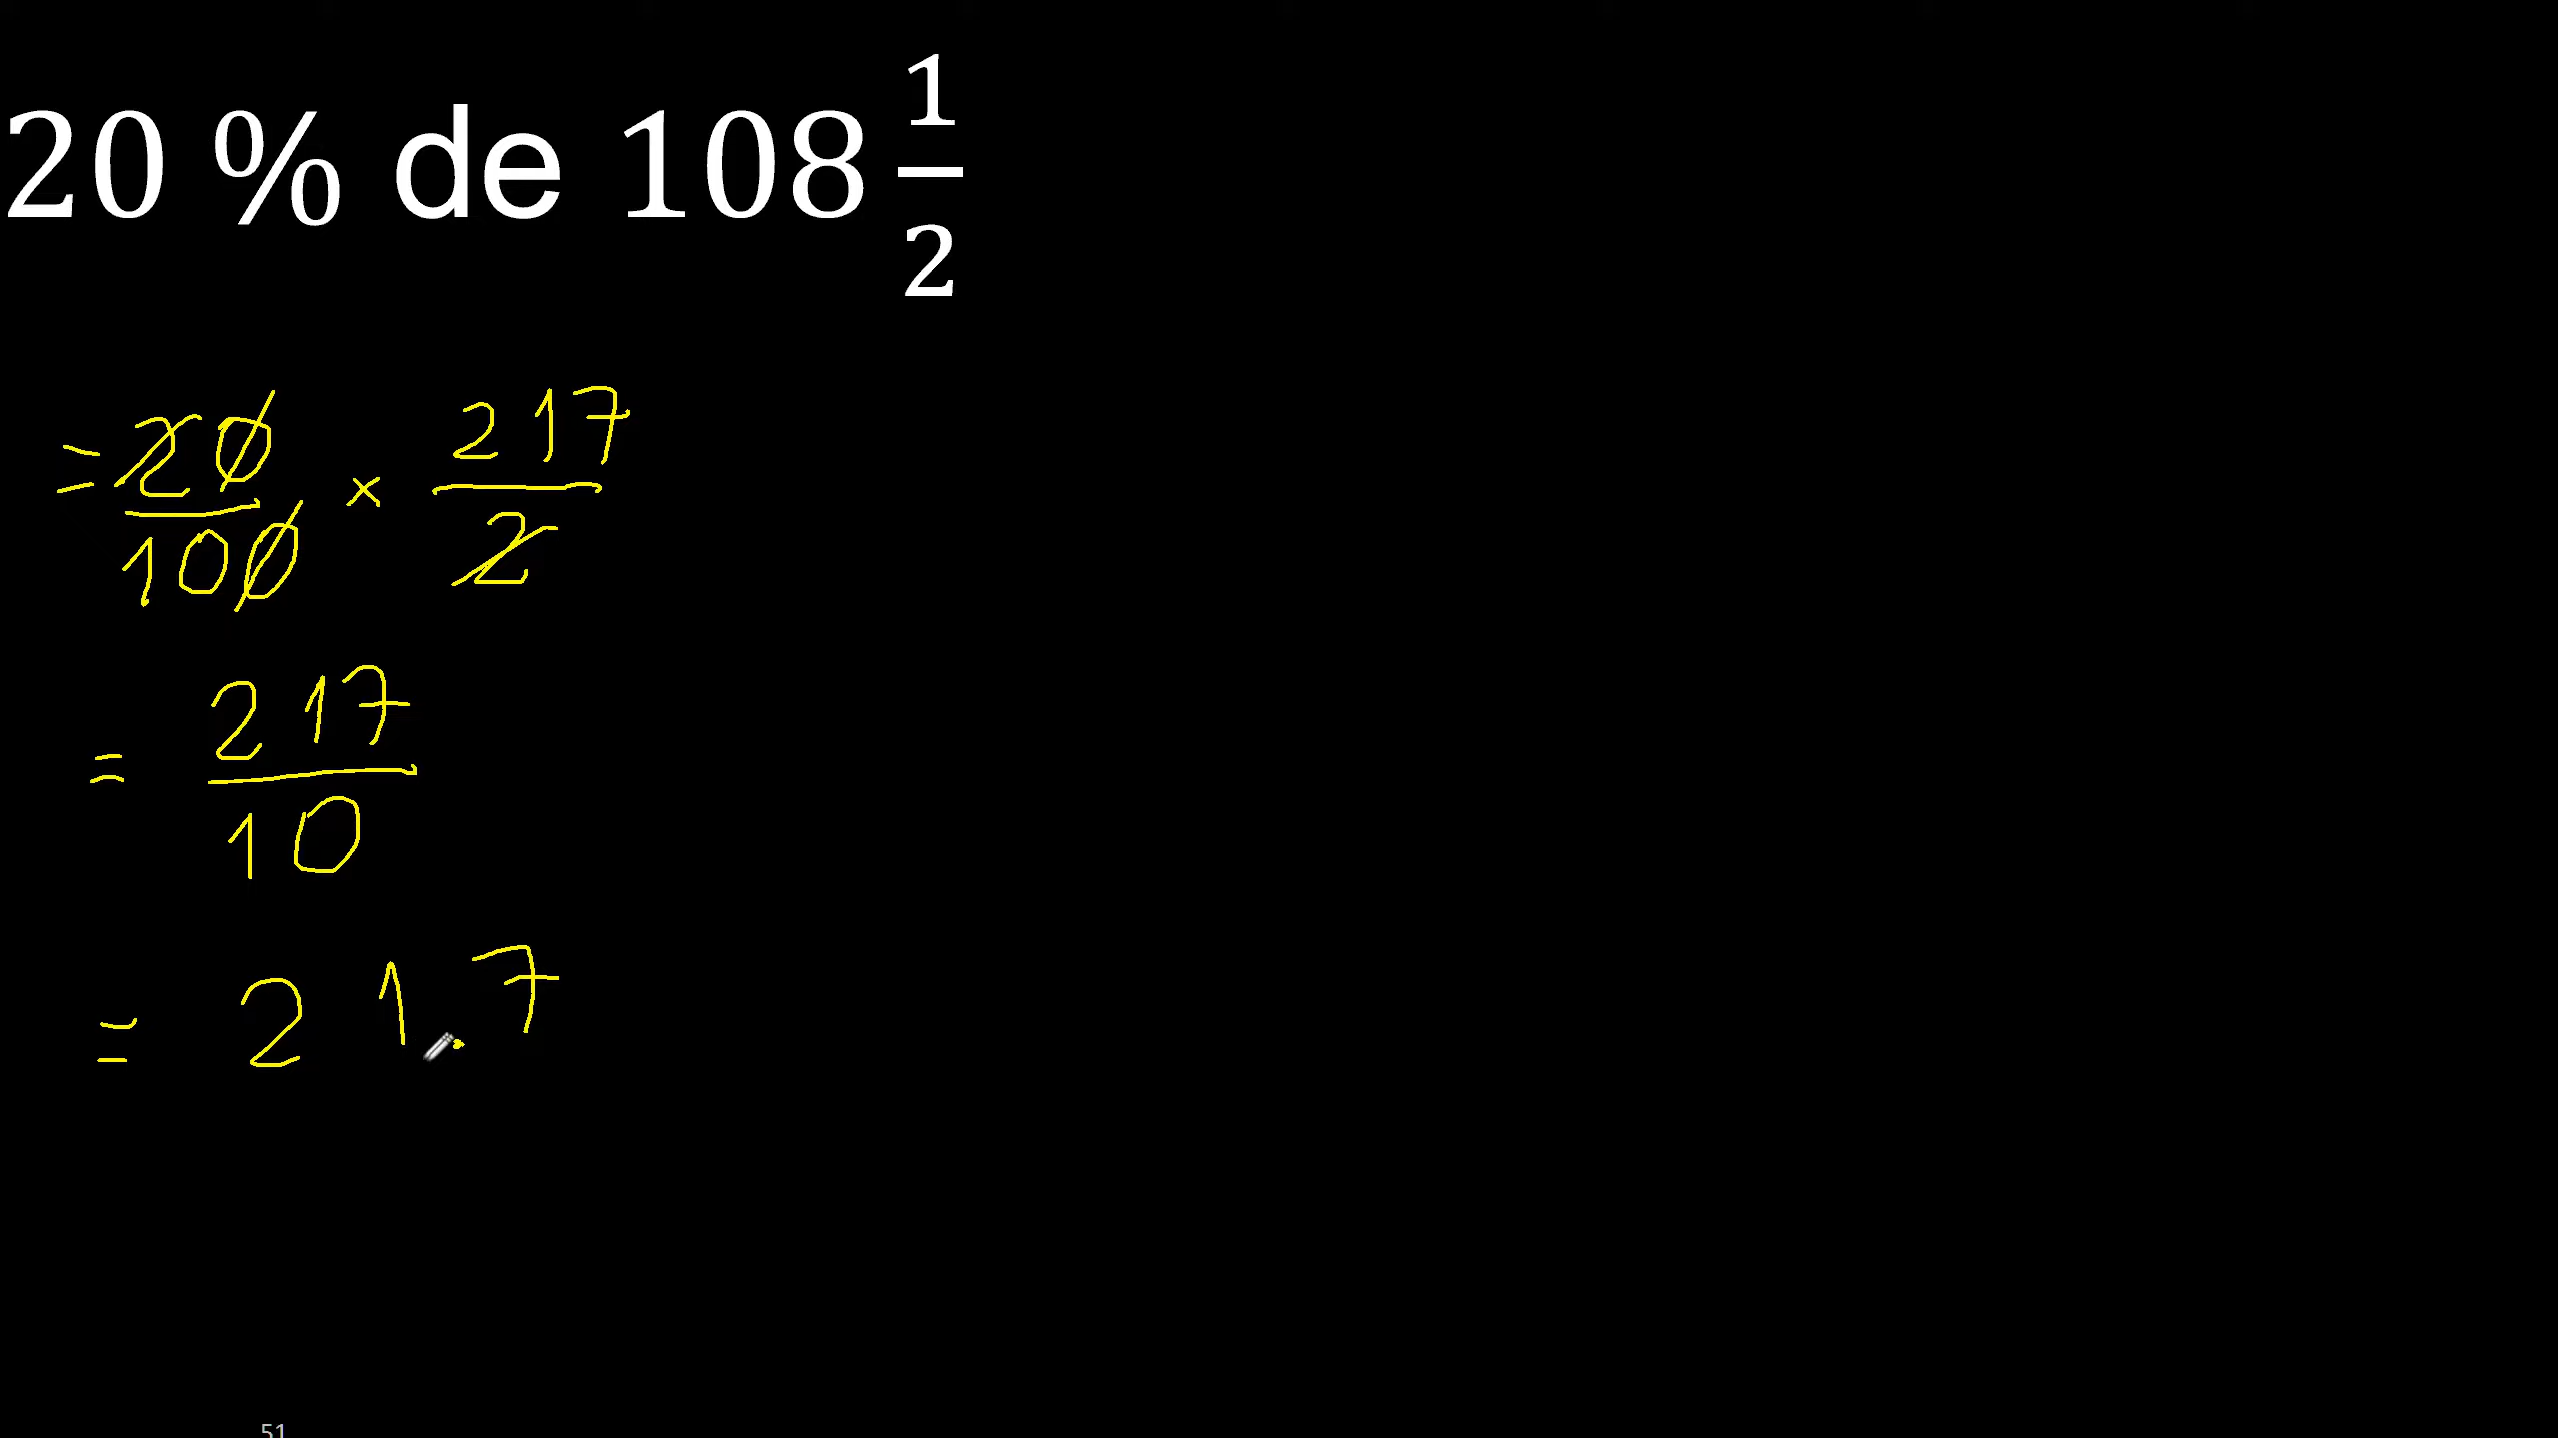 20 % de 108 1/2
= 20/100 × 217/2
= 217/10
= 21.7
51